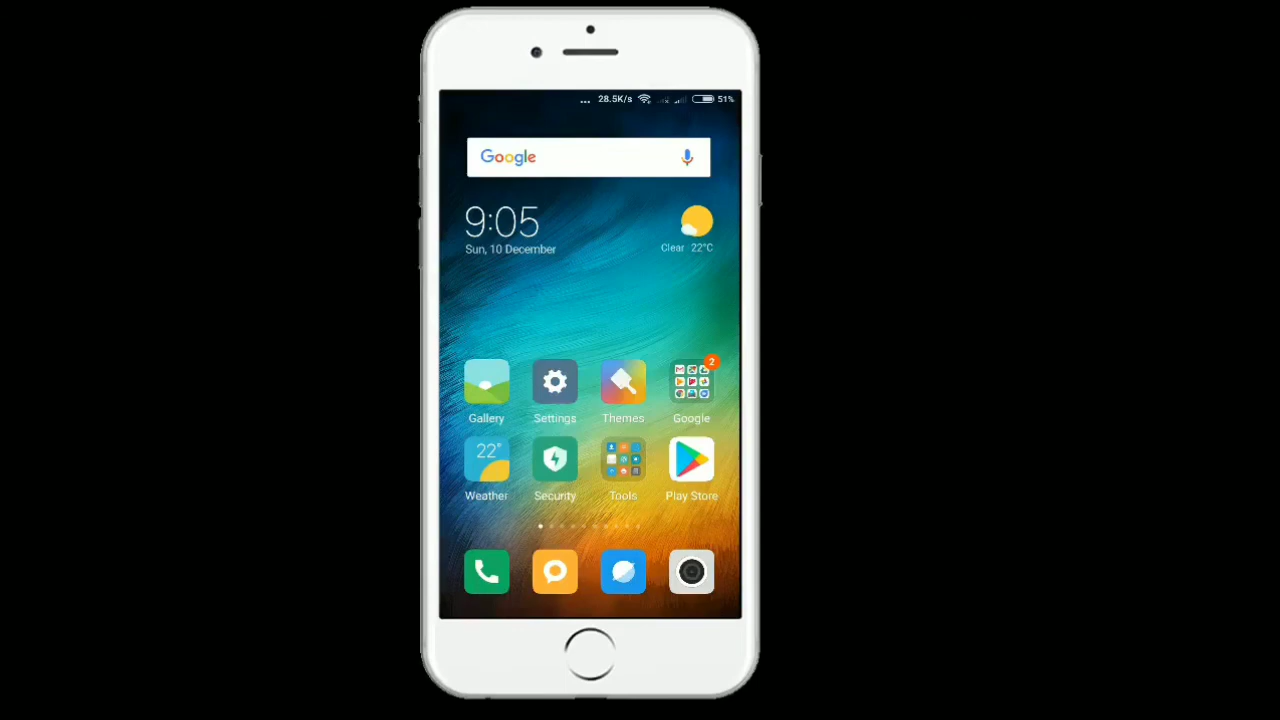 ... 28.5K/s 51%
Google
9:05
Sun, 10 December
Clear 22°C
2
Gallery Settings Themes Google
22°
Weather Security Tools Play Store